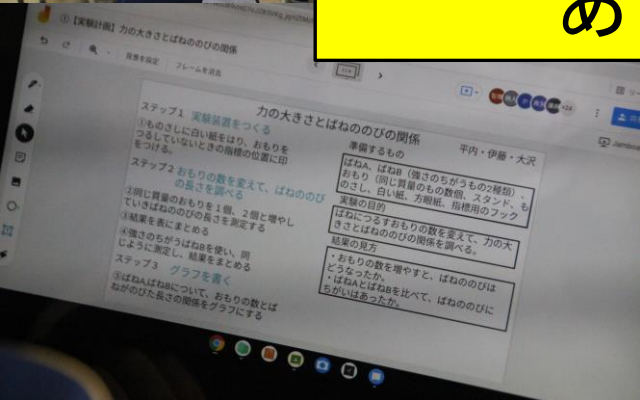 め
①【実験計画】力の大きさとばねののびの関係
背景を設定
フレームを消去
+24
力の大きさとばねののびの関係
平内・伊藤・大沢
ステップ1 実験装置をつくる
①ものさしに白い紙をはり、おもりを
つるしていないときの指標の位置に印
をつける。
ステップ2 おもりの数を変えて、ばねののび
の長さを調べる
②同じ質量のおもりを1個、2個と増やし
ていきばねののびの長さを測定する
③結果を表にまとめる
④強さのちがうばねBを使い、同
じように測定し、結果をまとめる
ステップ3 グラフを書く
⑤ばねA,ばねBについて、おもりの数とば
ねがのびた長さの関係をグラフにする
準備するもの
ばねA、ばねB（強さのちがうもの2種類）、
おもり（同じ質量のもの数個、スタンド、も
のさし、白い紙、方眼紙、指標用のフック
実験の目的
ばねにつるすおもりの数を変えて、力の大
きさとばねののびの関係を調べる。
結果の見方
・おもりの数を増やすと、ばねののびは
どうなったか。
・ばねAとばねBを比べて、ばねののびに
ちがいはあったか。